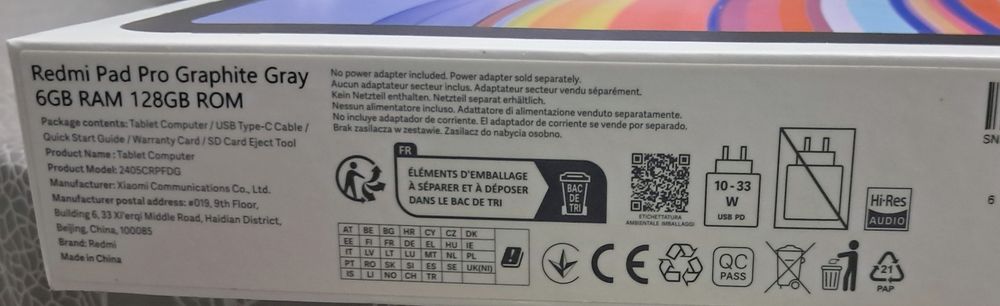 Redmi Pad Pro Graphite Gray
6GB RAM 128GB ROM
Package contents: Tablet Computer / USB Type-C Cable /
Quick Start Guide / Warranty Card / SD Card Eject Tool
Product Name: Tablet Computer
Product Model: 2405CRPFDG
Manufacturer: Xiaomi Communications Co., Ltd.
Manufacturer postal address: #019, 9th Floor,
Building 6, 33 Xi'erqi Middle Road, Haidian District,
Beijing, China, 100085
Brand: Redmi
Made in China
No power adapter included. Power adapter sold separately.
Aucun adaptateur secteur inclus. Adaptateur secteur vendu séparément.
Kein Netzteil enthalten. Netzteil separat erhältlich.
Nessun alimentatore incluso. Adattatore di alimentazione venduto separatamente.
No incluye adaptador de corriente. El adaptador de corriente se vende por separado.
Brak zasilacza w zestawie. Zasilacz do nabycia osobno.
FR
ÉLÉMENTS D'EMBALLAGE
À SÉPARER ET À DÉPOSER
DANS LE BAC DE TRI
BAC
DE
TRI
ETICHETTATURA
AMBIENTALE IMBALLAGGI
10 - 33
W
USB PD
Hi-Res
AUDIO
AT BE BG HR CY CZ DK
EE FI FR DE EL HU IE
IT LV LT LU MT NL PL
PT RO SK SI ES SE UK(NI)
IS LI NO CH TR
CE
QC
PASS
21
PAP
SN
6